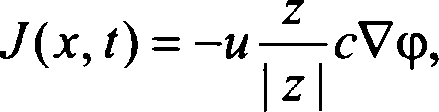 J(x, t) = −u z/| z | c∇φ,